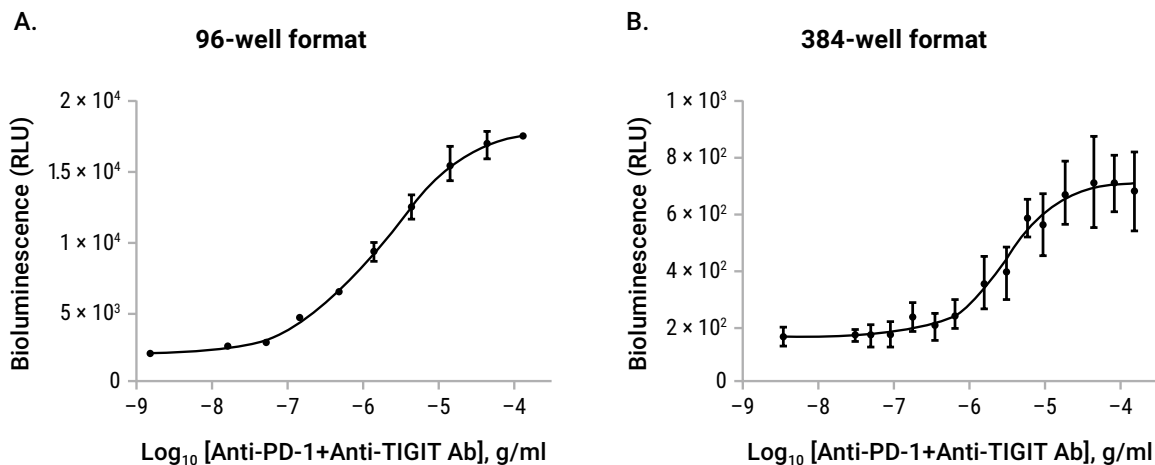 A.
96-well format
Bioluminescence (RLU)
2 × 10⁴
1.5 × 10⁴
1 × 10⁴
5 × 10³
0
−9
−8
−7
−6
−5
−4
Log₁₀ [Anti-PD-1+Anti-TIGIT Ab], g/ml
B.
384-well format
Bioluminescence (RLU)
1 × 10³
8 × 10²
6 × 10²
4 × 10²
2 × 10²
0
−9
−8
−7
−6
−5
−4
Log₁₀ [Anti-PD-1+Anti-TIGIT Ab], g/ml